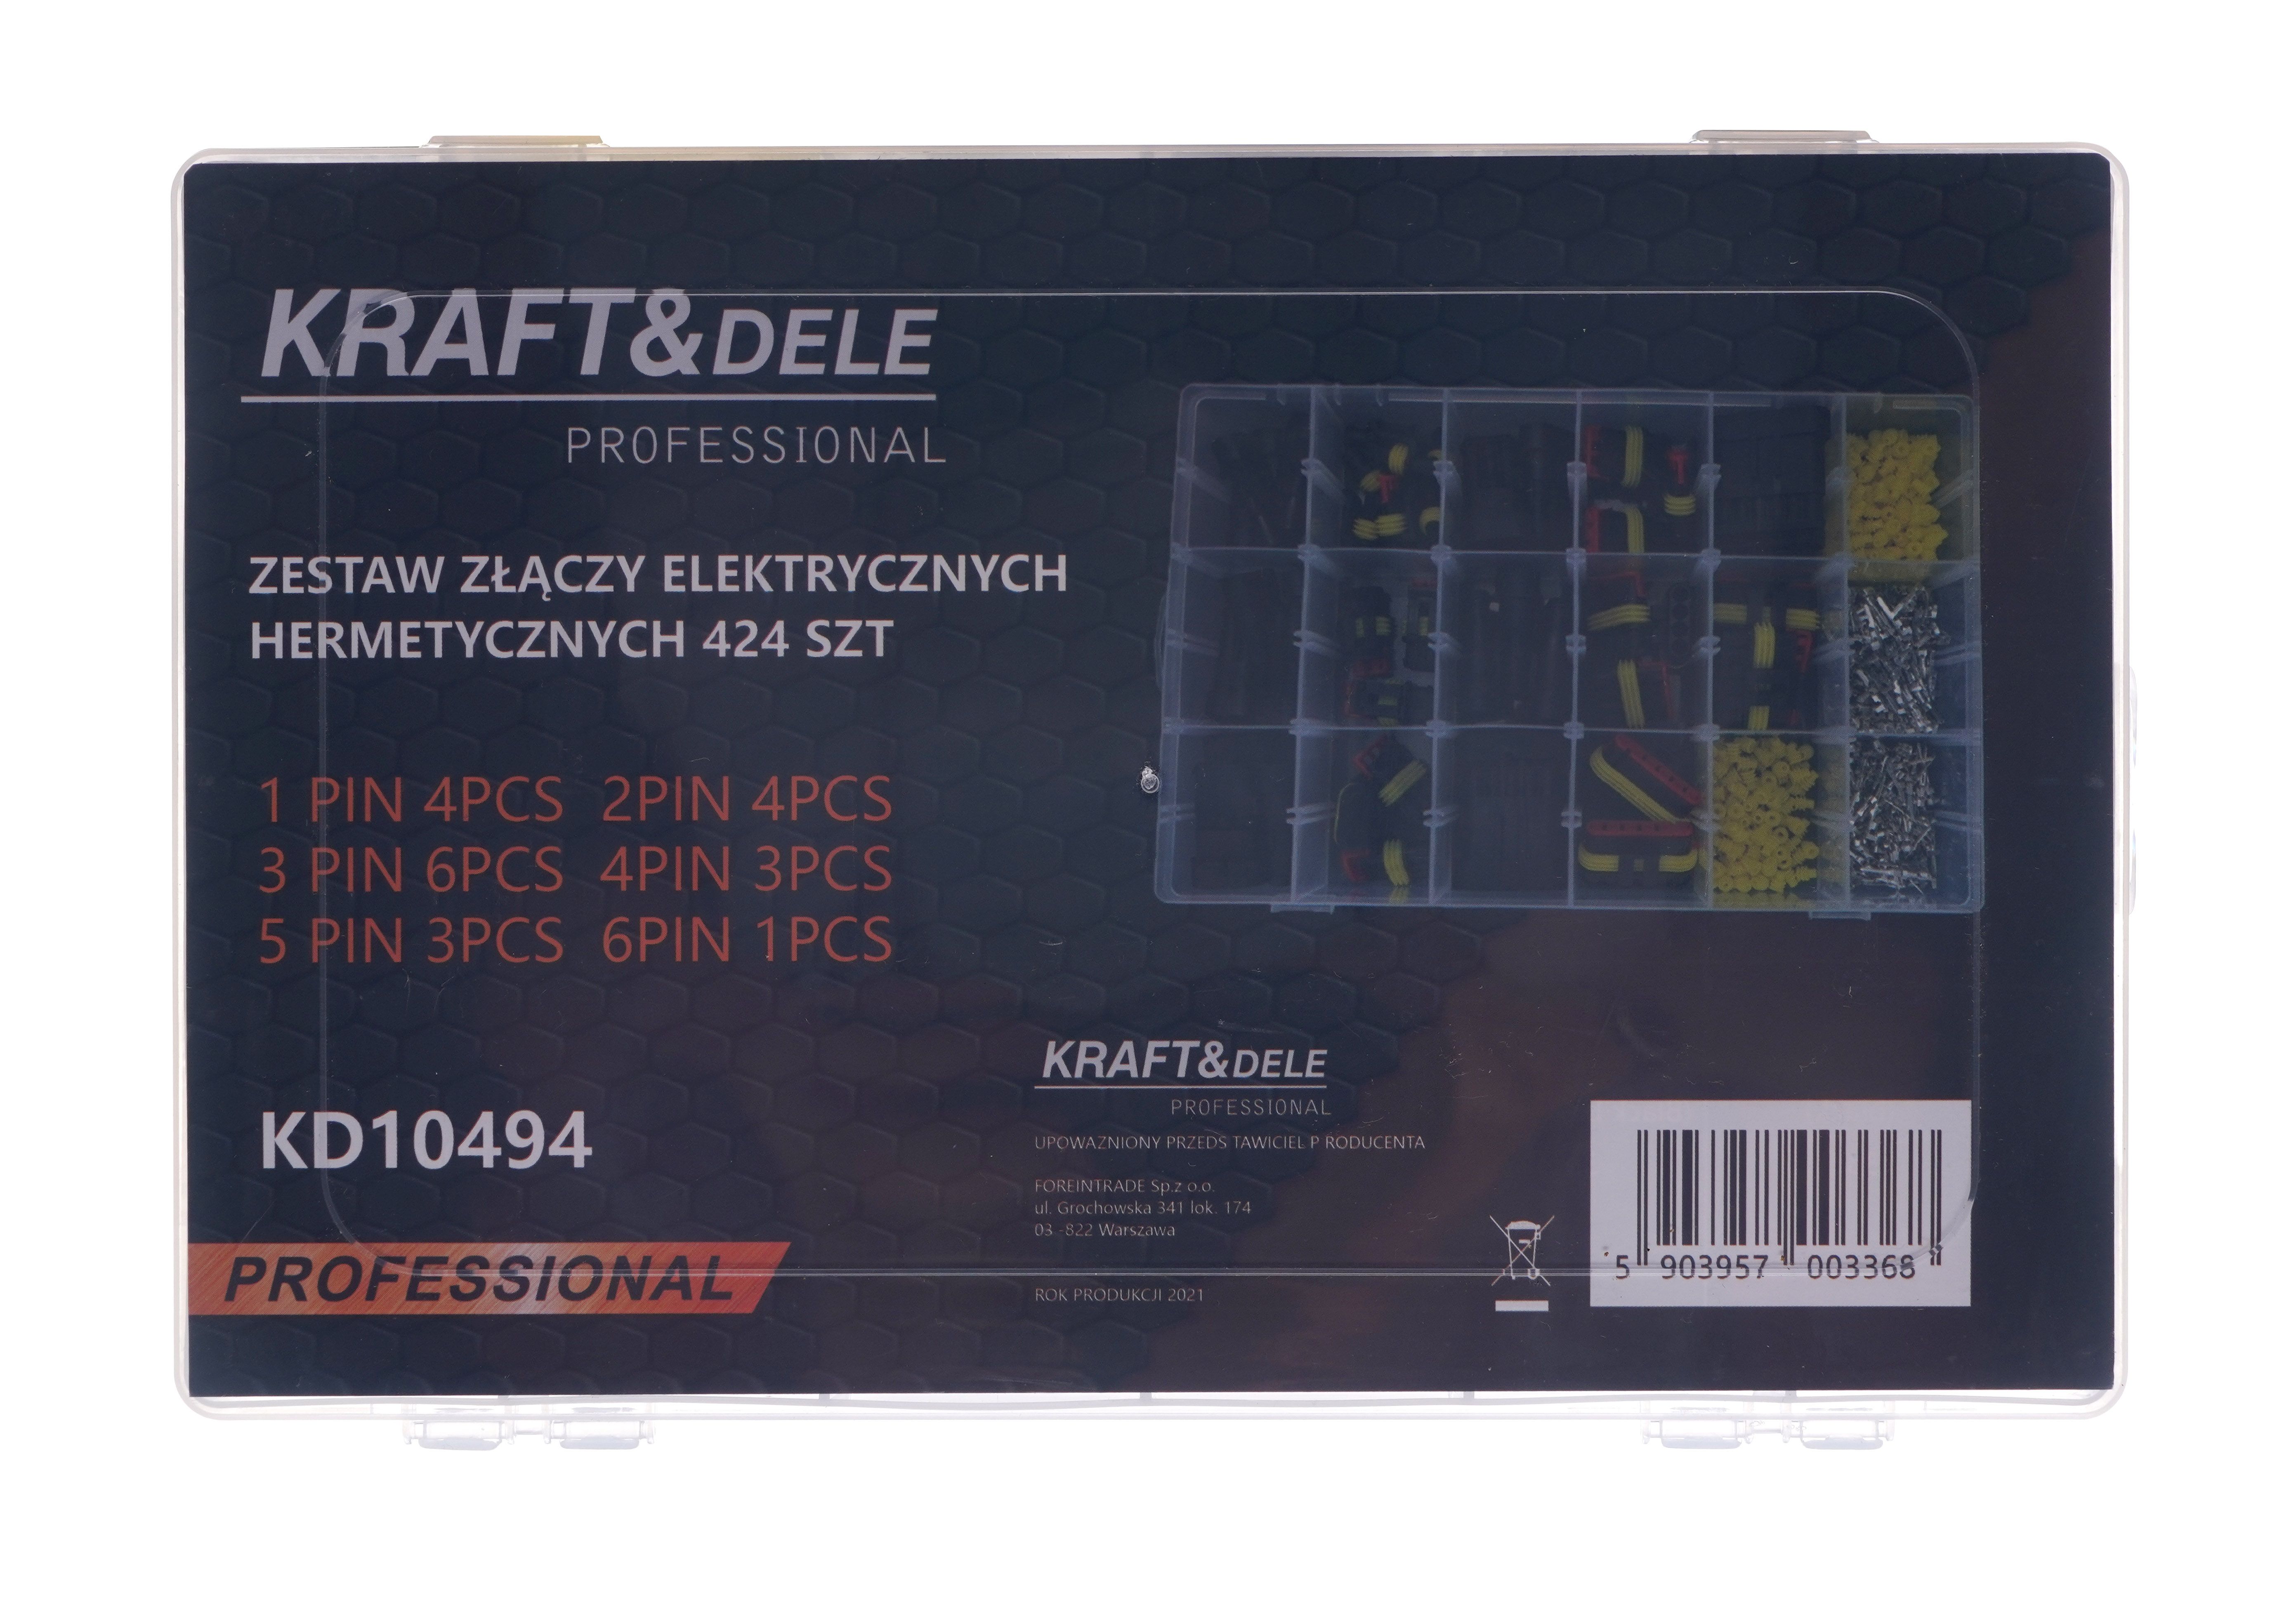 KRAFT&DELE
PROFESSIONAL
ZESTAW ZŁĄCZY ELEKTRYCZNYCH
HERMETYCZNYCH 424 SZT
1 PIN 4PCS 2PIN 4PCS
3 PIN 6PCS 4PIN 3PCS
5 PIN 3PCS 6PIN 1PCS
KD10494
PROFESSIONAL
KRAFT&DELE
PROFESSIONAL
UPOWAZNIONY PRZEDS TAWICIEL P RODUCENTA
FOREINTRADE Sp.z o.o.
ul. Grochowska 341 lok. 174
03 -822 Warszawa
ROK PRODUKCJI 2021
5 903957 003368